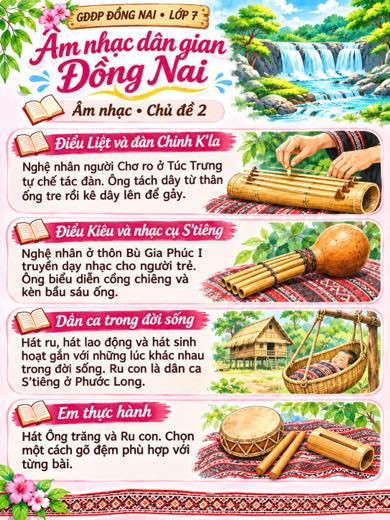 GDĐP ĐỒNG NAI • LỚP 7
Âm nhạc dân gian
Đồng Nai
Âm nhạc • Chủ đề 2
Điểu Liệt và đàn Chinh K'la
Nghệ nhân người Chơ ro ở Túc Trưng
tự chế tác đàn. Ông tách dây từ thân
ống tre rồi kê dây lên để gảy.
Điểu Kiêu và nhạc cụ S'tiêng
Nghệ nhân ở thôn Bù Gia Phúc I
truyền dạy nhạc cho người trẻ.
Ông biểu diễn cồng chiêng và
kèn bầu sáu ống.
Dân ca trong đời sống
Hát ru, hát lao động và hát sinh
hoạt gắn với những lúc khác nhau
trong đời sống. Ru con là dân ca
S'tiêng ở Phước Long.
Em thực hành
Hát Ông trăng và Ru con. Chọn
một cách gõ đệm phù hợp với
từng bài.